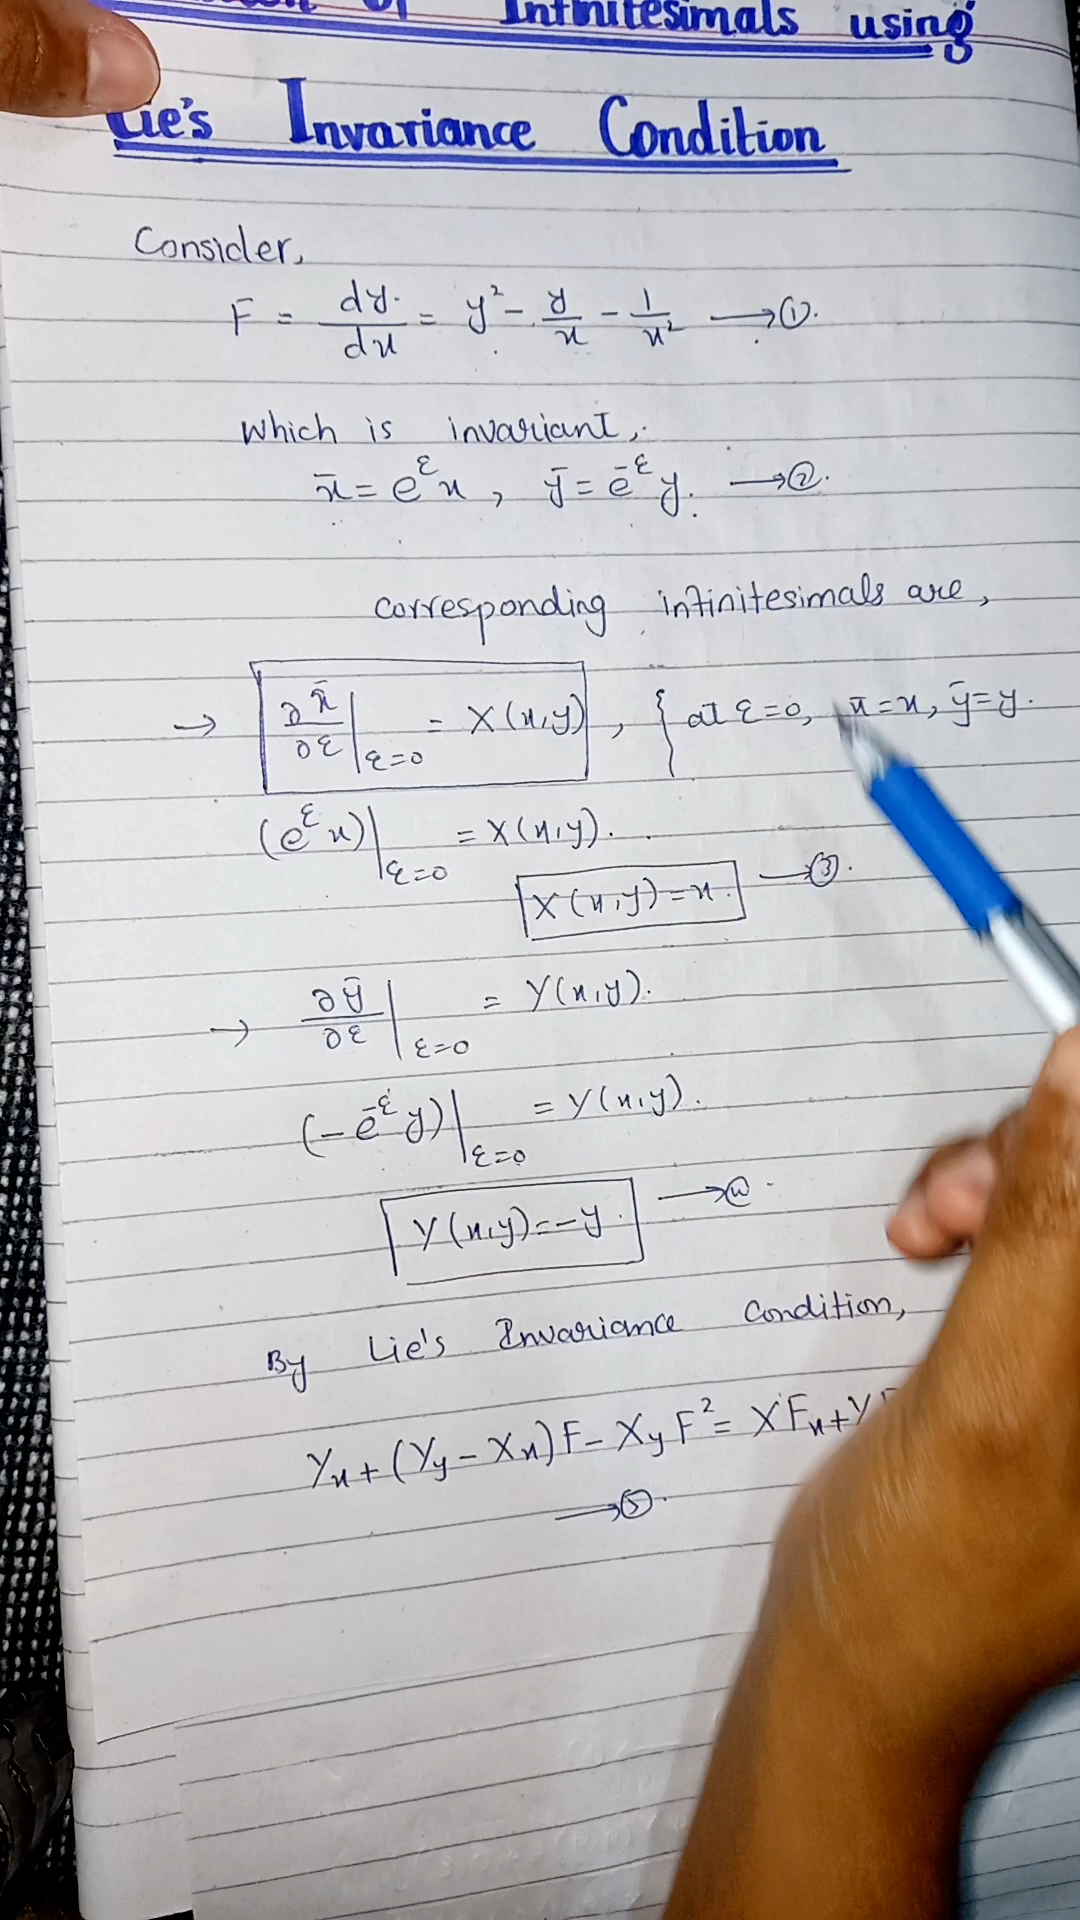 Infinitesimals using
Lie's Invariance Condition
Consider,
F = dy/dx = y² - y/x - 1/x² → ①.
which is invariant,
x̄ = e^ε x , ȳ = e^-ε y. → ②.
corresponding infinitesimals are,
→ ∂x̄/∂ε |ε=0 = X(x,y) , { at ε=0, x̄=x, ȳ=y.
(e^ε x)|ε=0 = X(x,y).
X(x,y)=x. → ③.
→ ∂ȳ/∂ε |ε=0 = Y(x,y).
(-e^-ε y)|ε=0 = Y(x,y).
Y(x,y)=-y. → ④.
By Lie's Invariance Condition,
Yx + (Yy - Xx)F - Xy F² = XFx + Y
→ ⑤.